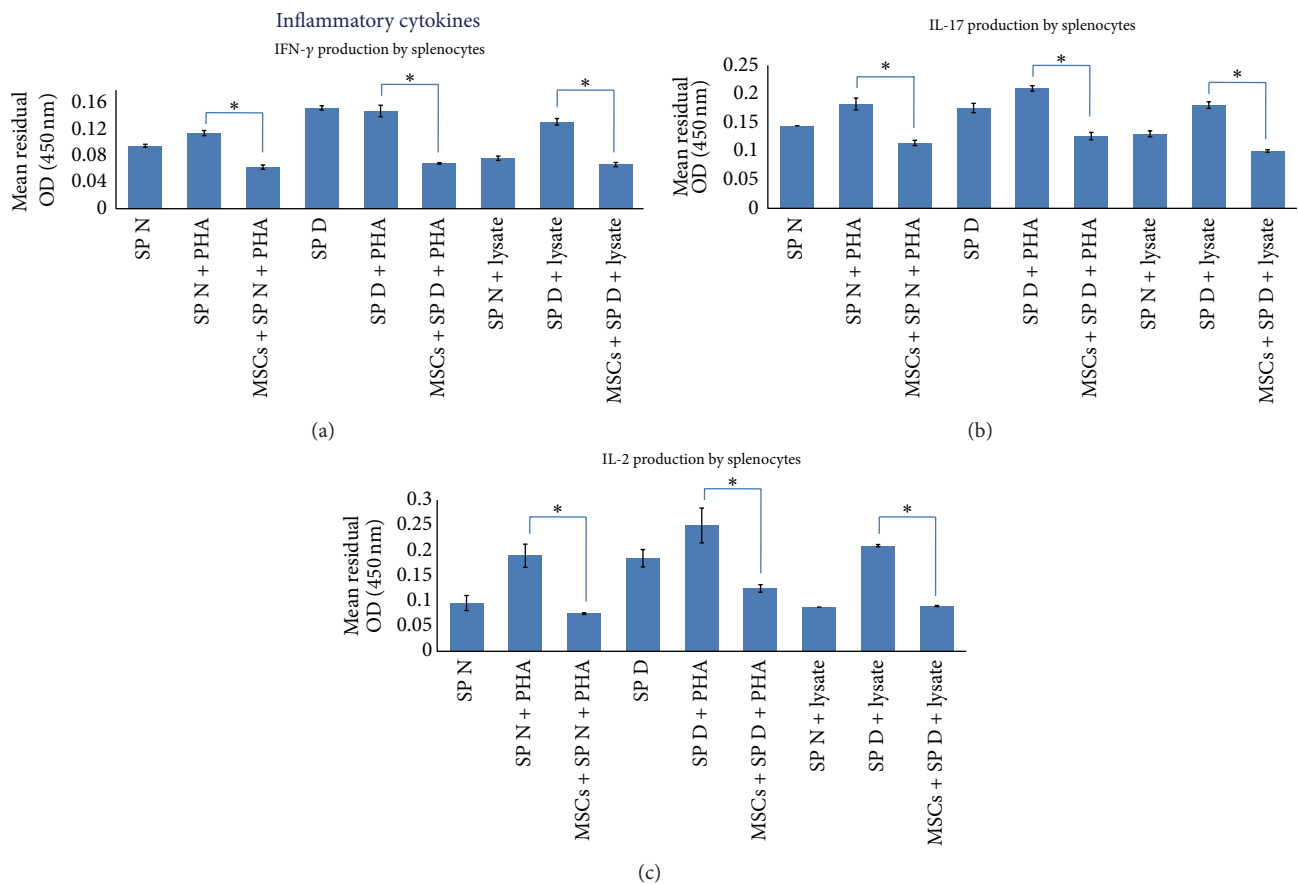 Inflammatory cytokines
IFN-γ production by splenocytes
Mean residual
OD (450 nm)
0.16
0.12
0.08
0.04
0
*
*
*
SP N
SP N + PHA
MSCs + SP N + PHA
SP D
SP D + PHA
MSCs + SP D + PHA
SP N + lysate
SP D + lysate
MSCs + SP D + lysate
(a)
IL-17 production by splenocytes
Mean residual
OD (450 nm)
0.25
0.2
0.15
0.1
0.05
0
*
*
*
SP N
SP N + PHA
MSCs + SP N + PHA
SP D
SP D + PHA
MSCs + SP D + PHA
SP N + lysate
SP D + lysate
MSCs + SP D + lysate
(b)
IL-2 production by splenocytes
Mean residual
OD (450 nm)
0.3
0.25
0.2
0.15
0.1
0.05
0
*
*
*
SP N
SP N + PHA
MSCs + SP N + PHA
SP D
SP D + PHA
MSCs + SP D + PHA
SP N + lysate
SP D + lysate
MSCs + SP D + lysate
(c)